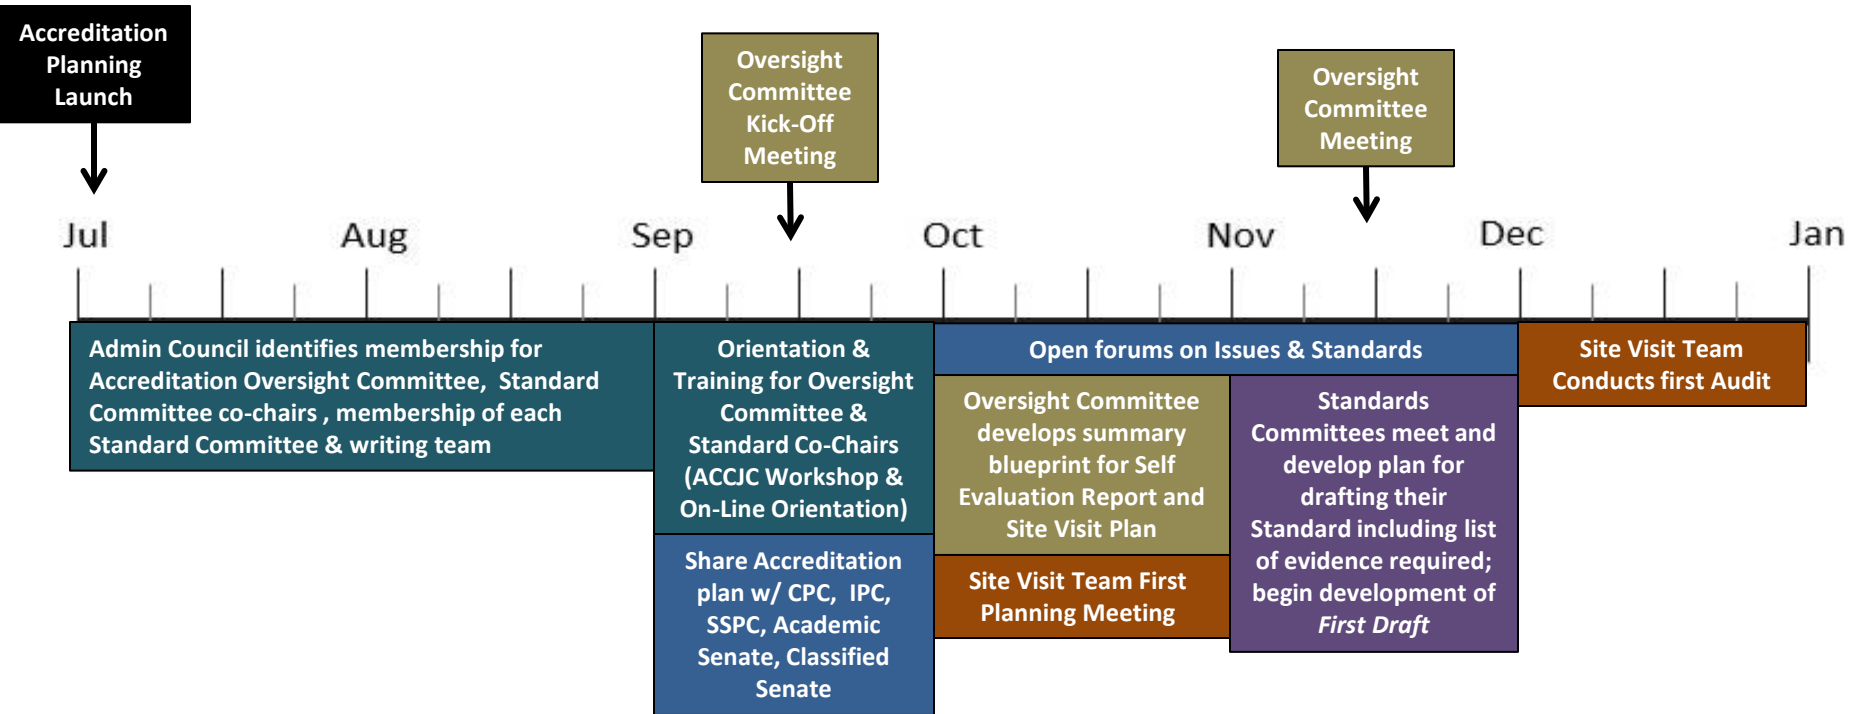 Accreditation
Planning
Launch
Oversight
Committee
Kick-Off
Meeting
Oversight
Committee
Meeting
Jul
Aug
Sep
Oct
Nov
Dec
Jan
Admin Council identifies membership for
Accreditation Oversight Committee, Standard
Committee co-chairs , membership of each
Standard Committee & writing team
Orientation &
Training for Oversight
Committee &
Standard Co-Chairs
(ACCJC Workshop &
On-Line Orientation)
Share Accreditation
plan w/ CPC, IPC,
SSPC, Academic
Senate, Classified
Senate
Open forums on Issues & Standards
Oversight Committee
develops summary
blueprint for Self
Evaluation Report and
Site Visit Plan
Site Visit Team First
Planning Meeting
Standards
Committees meet and
develop plan for
drafting their
Standard including list
of evidence required;
begin development of
First Draft
Site Visit Team
Conducts first Audit